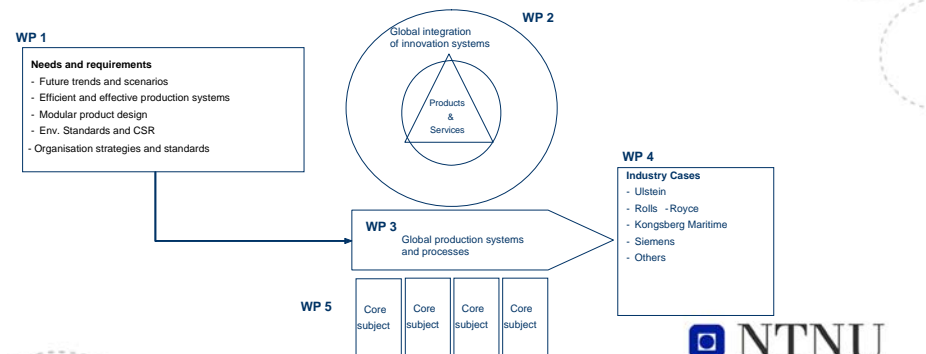 WP 1
Needs and requirements
- Future trends and scenarios
- Efficient and effective production systems
- Modular product design
- Env. Standards and CSR
- Organisation strategies and standards
WP 2
Global integration
of innovation systems
Products
&
Services
WP 3
Global production systems
and processes
WP 4
Industry Cases
- Ulstein
- Rolls -Royce
- Kongsberg Maritime
- Siemens
- Others
WP 5
Core
subject
Core
subject
Core
subject
Core
subject
NTNU